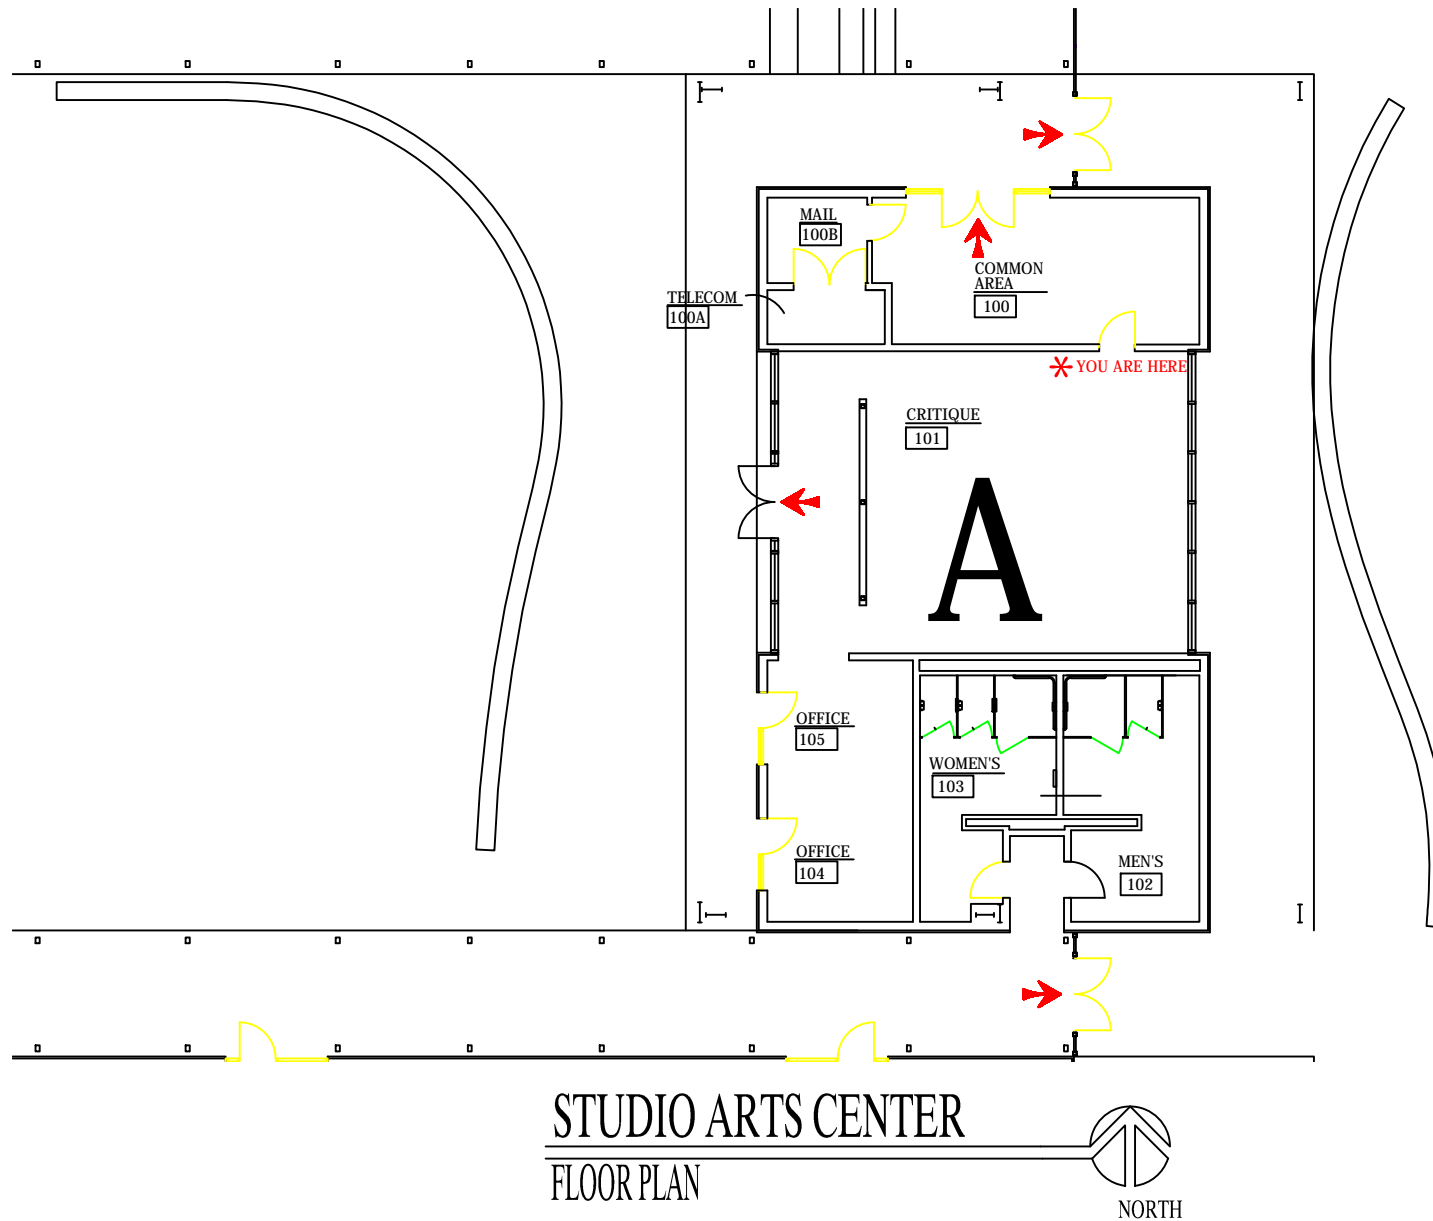 MAIL
100B
COMMON
AREA
100
TELECOM
100A
YOU ARE HERE
CRITIQUE
101
A
OFFICE
105
WOMEN'S
103
OFFICE
104
MEN'S
102
STUDIO ARTS CENTER
FLOOR PLAN
NORTH